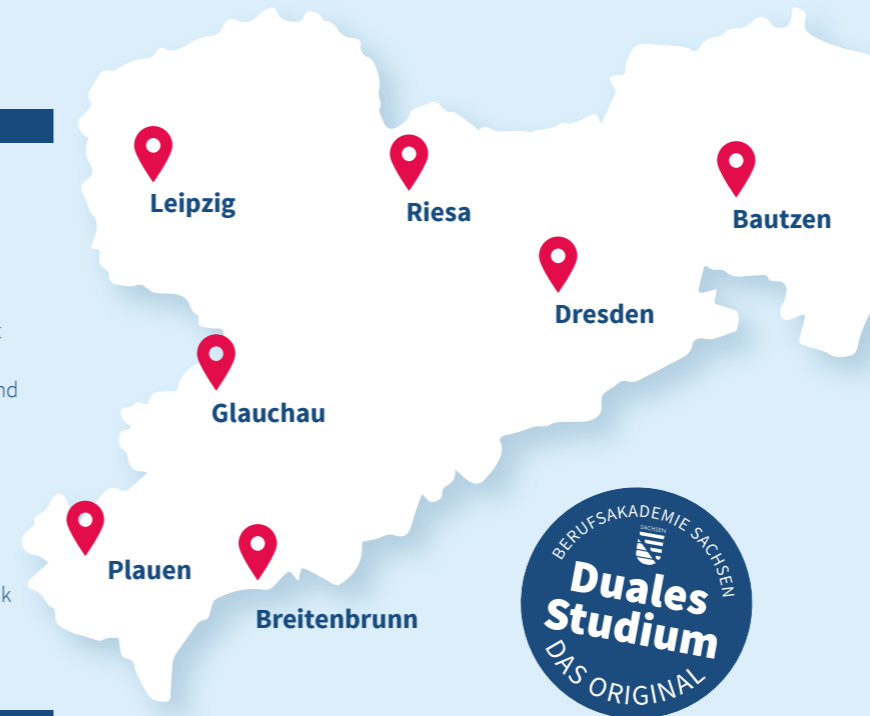 Leipzig
Riesa
Bautzen
Dresden
Glauchau
Plauen
Breitenbrunn
BERUFSAKADEMIE SACHSEN
SACHSEN
Duales
Studium
DAS ORIGINAL